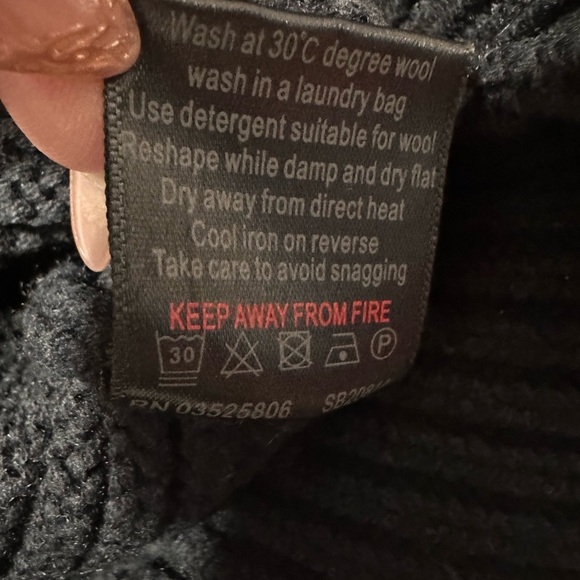 Wash at 30°C degree wool
wash in a laundry bag
Use detergent suitable for wool
Reshape while damp and dry flat
Dry away from direct heat
Cool iron on reverse
Take care to avoid snagging
KEEP AWAY FROM FIRE
30 P
RN 03525806